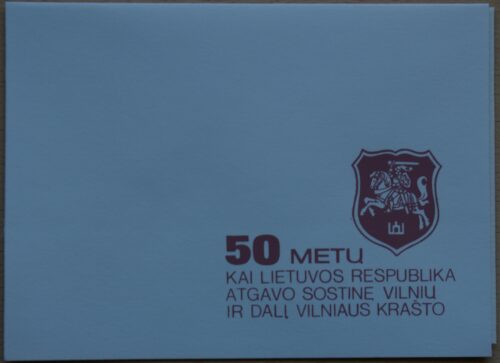 50 METŲ
KAI LIETUVOS RESPUBLIKA
ATGAVO SOSTINĘ VILNIŲ
IR DALĮ VILNIAUS KRAŠTO